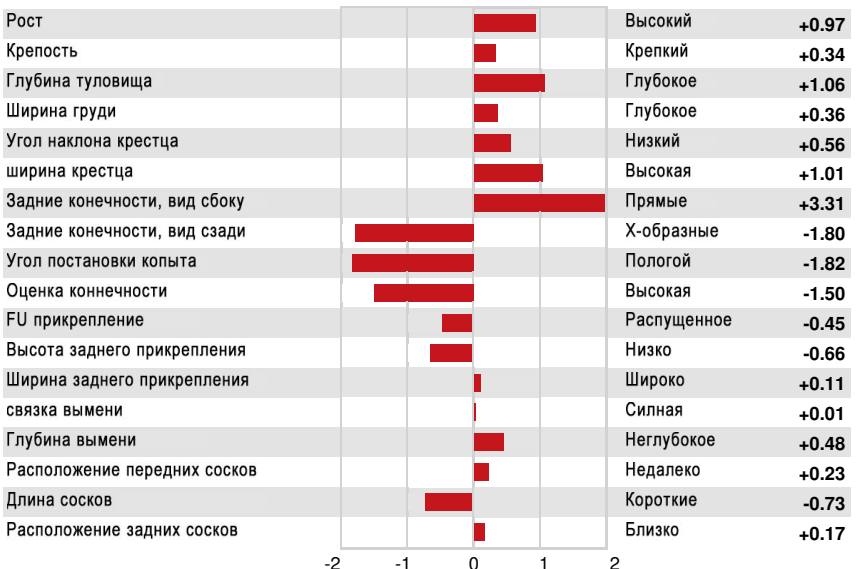 Рост Высокий +0.97
Крепость Крепкий +0.34
Глубина туловища Глубокое +1.06
Ширина груди Глубокое +0.36
Угол наклона крестца Низкий +0.56
ширина крестца Высокая +1.01
Задние конечности, вид сбоку Прямые +3.31
Задние конечности, вид сзади X-образные -1.80
Угол постановки копыта Пологой -1.82
Оценка коннечности Высокая -1.50
FU прикрепление Распущенное -0.45
Высота заднего прикрепления Низко -0.66
Ширина заднего прикрепления Широко +0.11
связка вымени Силная +0.01
Глубина вымени Неглубокое +0.48
Расположение передних сосков Недалеко +0.23
Длина сосков Короткие -0.73
Расположение задних сосков Близко +0.17
-2 -1 0 1 2